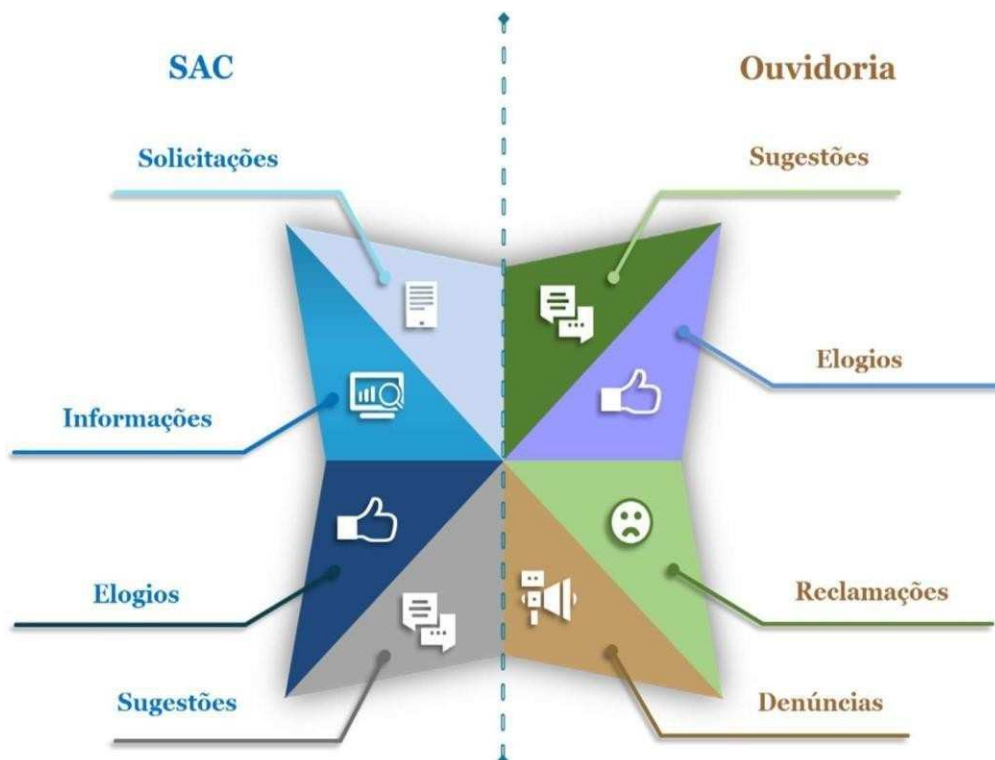 SAC
Ouvidoria
Solicitações
Sugestões
Informações
Elogios
Elogios
Reclamações
Sugestões
Denúncias